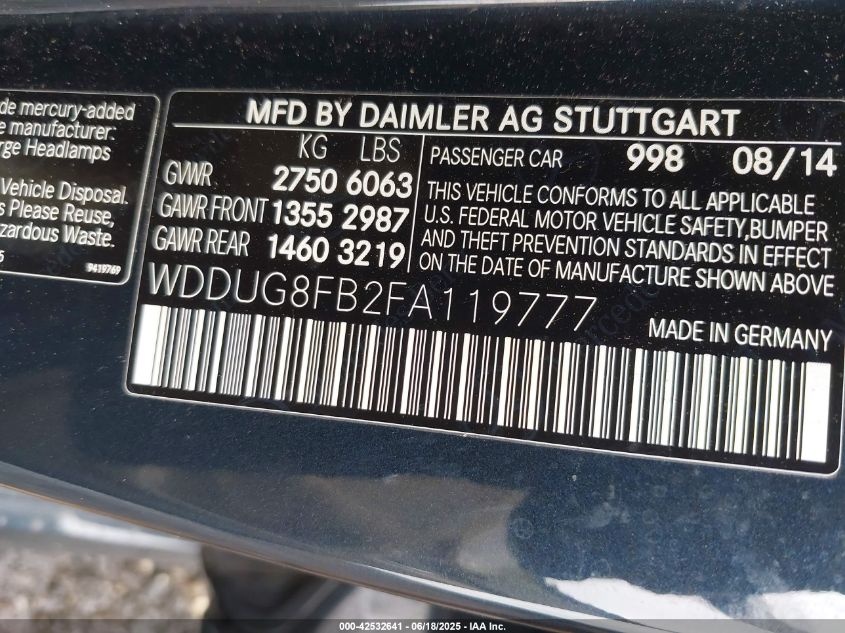 de mercury-added
e manufacturer:
rge Headlamps
Vehicle Disposal.
s Please Reuse,
azardous Waste.
5
9419769
MFD BY DAIMLER AG STUTTGART
KG LBS
GVWR 2750 6063
GAWR FRONT 1355 2987
GAWR REAR 1460 3219
PASSENGER CAR 998 08/14
THIS VEHICLE CONFORMS TO ALL APPLICABLE
U.S. FEDERAL MOTOR VEHICLE SAFETY,BUMPER
AND THEFT PREVENTION STANDARDS IN EFFECT
ON THE DATE OF MANUFACTURE SHOWN ABOVE
WDDUG8FB2FA119777
MADE IN GERMANY
000-42532641 - 06/18/2025 - IAA Inc.